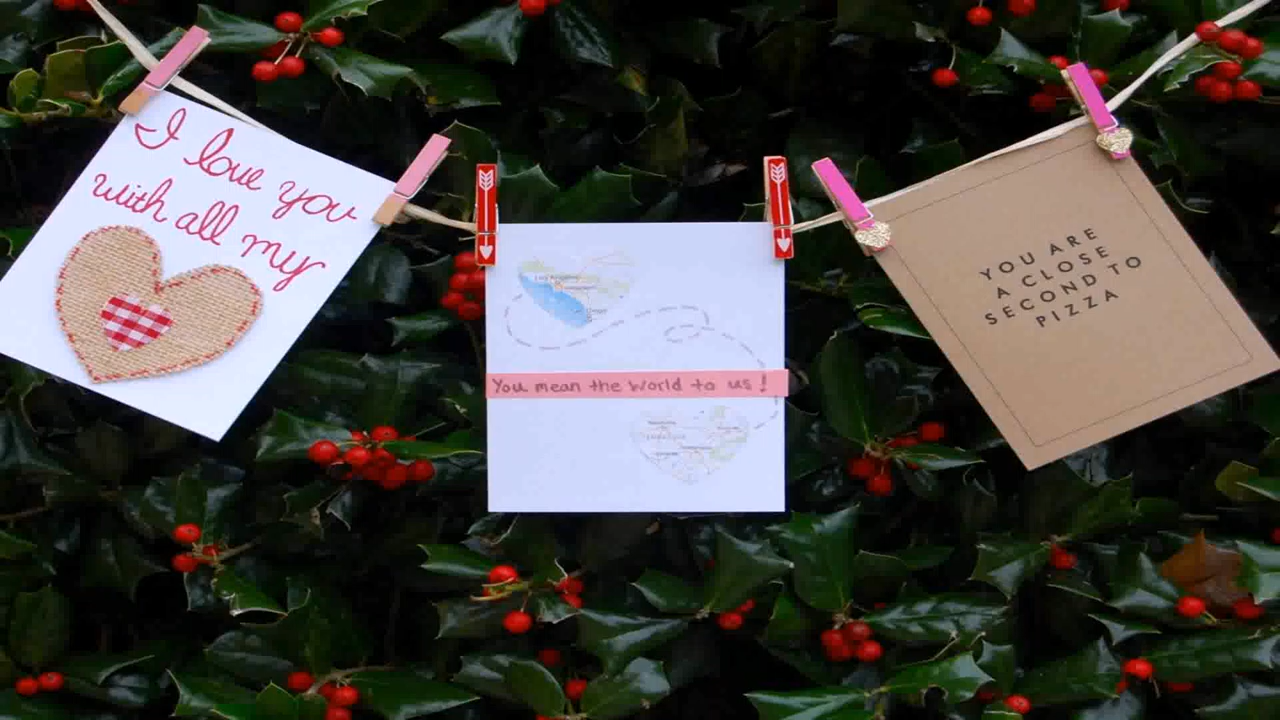 I love you
with all my
You mean the world to us!
YOU ARE
A CLOSE
SECOND TO
PIZZA